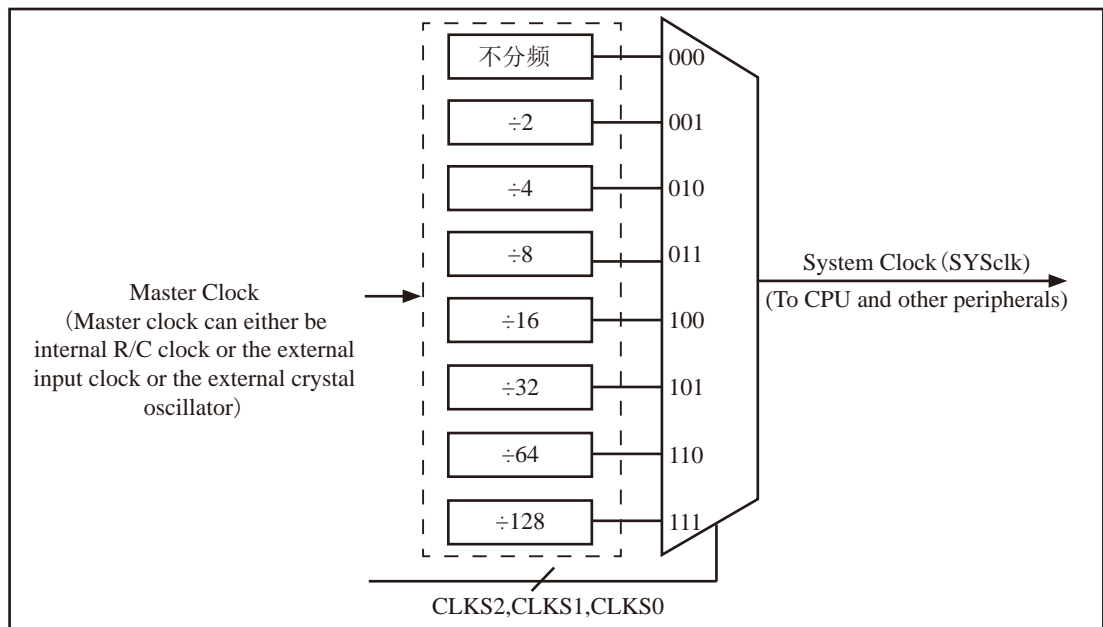 不分频
000
÷2
001
÷4
010
÷8
011
÷16
100
÷32
101
÷64
110
÷128
111
Master Clock
（Master clock can either be
internal R/C clock or the external
input clock or the external crystal
oscillator）
System Clock（SYSclk）
(To CPU and other peripherals)
CLKS2,CLKS1,CLKS0